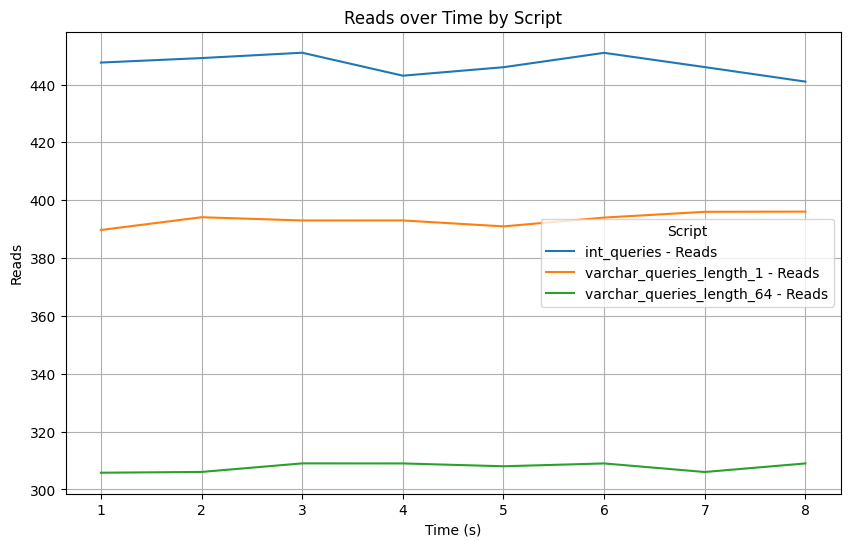 Reads over Time by Script
Reads
440
420
400
380
360
340
320
300
Script
int_queries - Reads
varchar_queries_length_1 - Reads
varchar_queries_length_64 - Reads
1 2 3 4 5 6 7 8
Time (s)